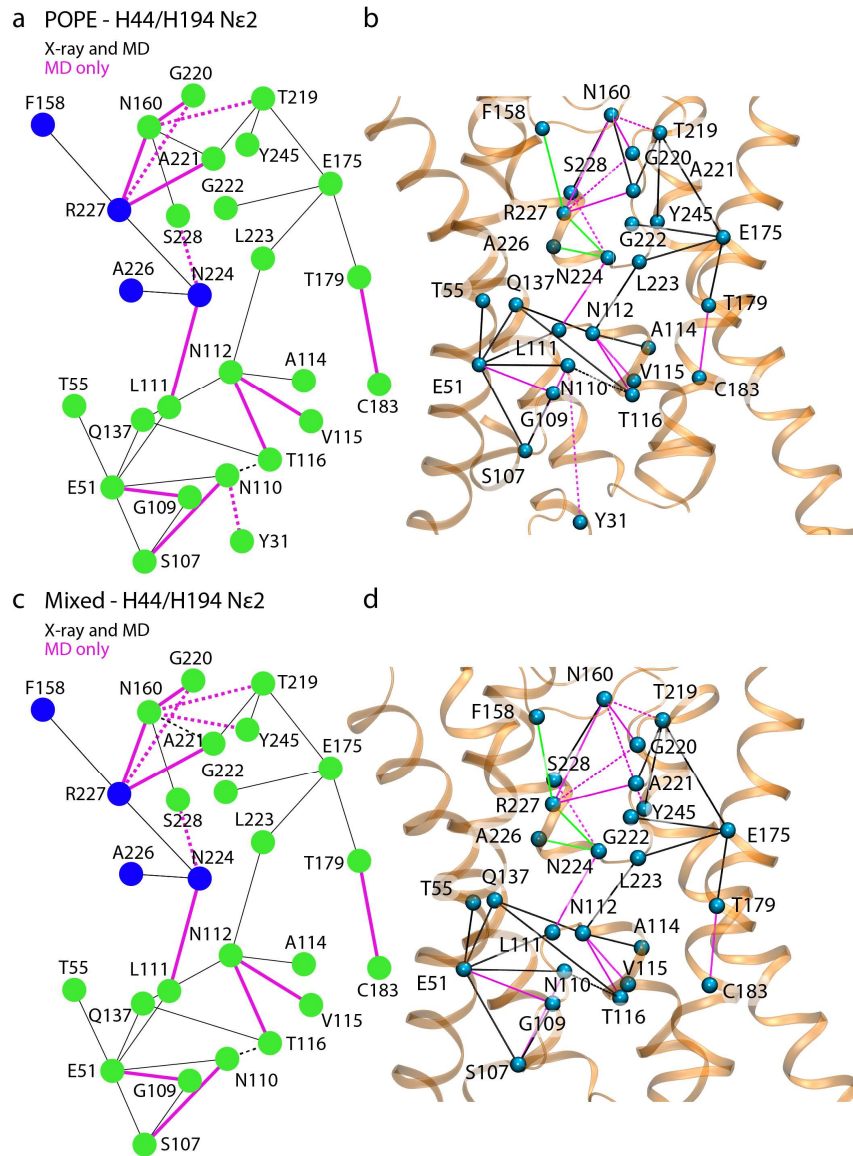 a POPE - H44/H194 Nε2
X-ray and MD
MD only
G220
F158
N160
T219
A221
Y245
E175
G222
R227
S228
L223
A226
N224
T179
N112
A114
T55
L111
C183
Q137
V115
T116
E51
N110
G109
Y31
S107
b
N160
F158
T219
S228
G220
A221
R227
Y245
A226
G222
E175
N224
Q137
L223
T55
N112
T179
A114
L111
V115
E51
N110
C183
G109
T116
S107
Y31
c Mixed - H44/H194 Nε2
X-ray and MD
MD only
G220
F158
N160
T219
A221
Y245
E175
G222
R227
S228
L223
A226
N224
T179
N112
A114
T55
L111
C183
Q137
V115
T116
E51
N110
G109
S107
d
N160
F158
T219
S228
G220
R227
A221
Y245
A226
G222
E175
N224
Q137
L223
T55
N112
T179
A114
L111
V115
E51
N110
C183
G109
T116
S107